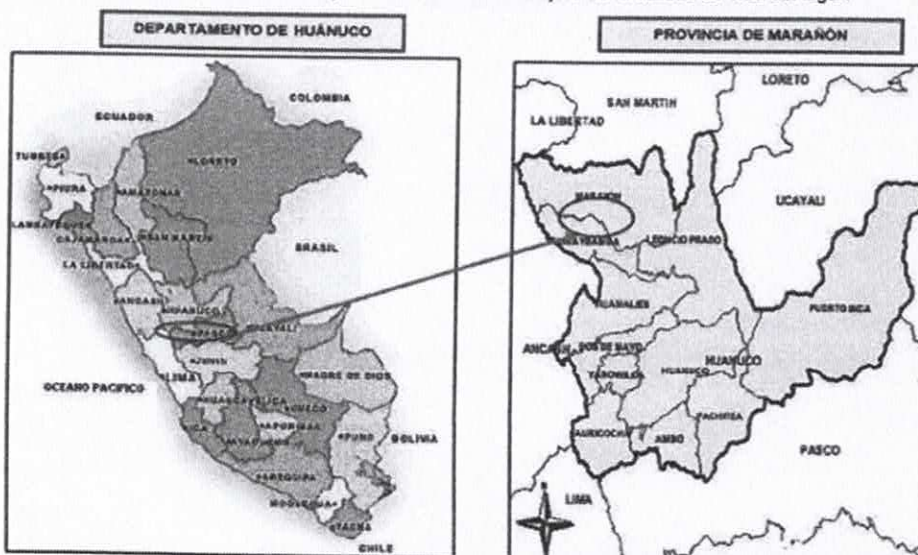 DEPARTAMENTO DE HUÁNUCO
COLOMBIA
ECUADOR
TUMBES
LORETO
PIURA
AMAZONAS
LAMBAYEQUE
CAJAMARCA
SAN MARTIN
BRASIL
LA LIBERTAD
ANCASH
HUANUCO
UCAYALI
PASCO
JUNIN
LIMA
OCEANO PACIFICO
MADRE DE DIOS
HUANCAVELICA
CUSCO
ICA
APURIMAC
AYACUCHO
PUNO
BOLIVIA
AREQUIPA
MOQUEGUA
TACNA
CHILE
PROVINCIA DE MARAÑÓN
LORETO
SAN MARTIN
LA LIBERTAD
UCAYALI
MARAÑON
LEONCIO PRADO
HUAMALIES
PUERTO INCA
ANCASH
DOS DE MAYO
HUANUCO
HUANUCO
YAROWILCA
PACHITEA
LAURICOCHA
AMBO
PASCO
LIMA